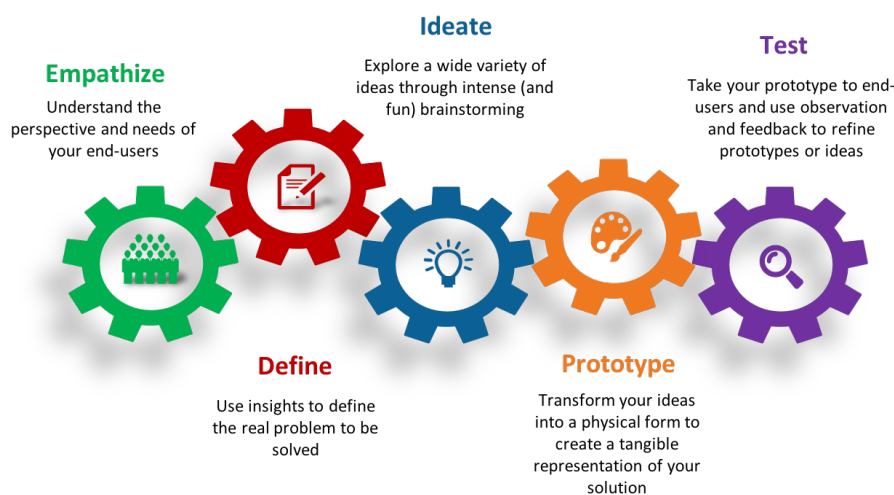 Empathize
Understand the
perspective and needs of
your end-users
Define
Use insights to define
the real problem to be
solved
Ideate
Explore a wide variety of
ideas through intense (and
fun) brainstorming
Prototype
Transform your ideas
into a physical form to
create a tangible
representation of your
solution
Test
Take your prototype to end-
users and use observation
and feedback to refine
prototypes or ideas